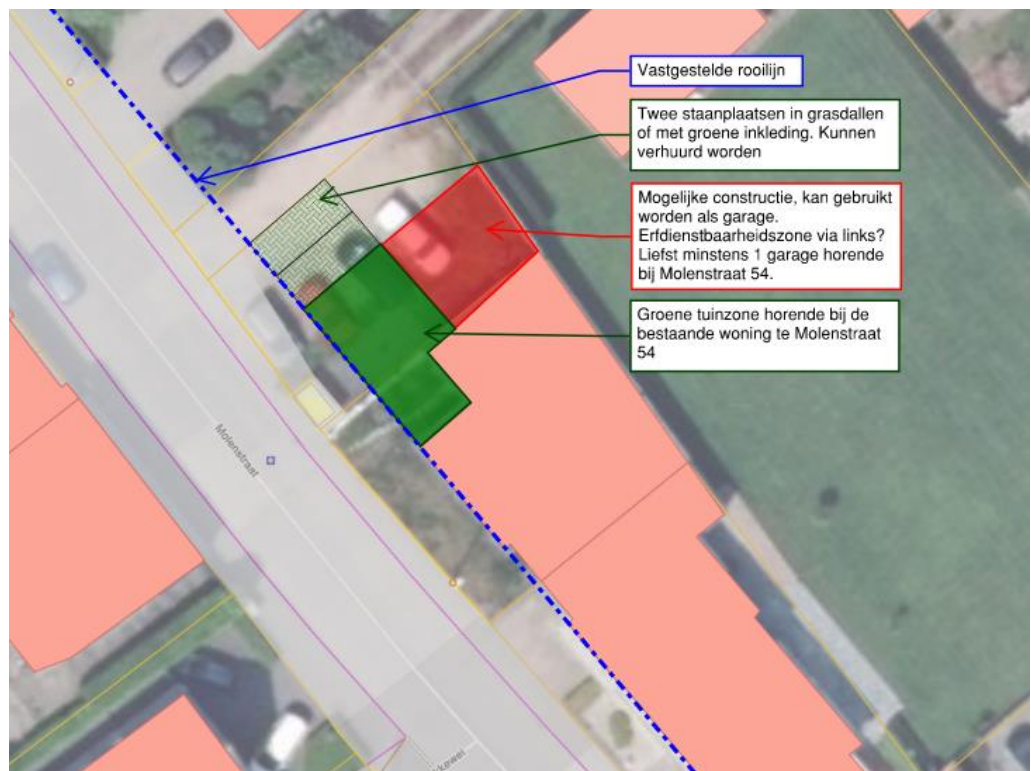 Vastgestelde rooilijn
Twee staanplaatsen in grasdallen
of met groene inkleding. Kunnen
verhuurd worden
Mogelijke constructie, kan gebruikt
worden als garage.
Erfdienstbaarheidszone via links?
Liefst minstens 1 garage horende
bij Molenstraat 54.
Groene tuinzone horende bij de
bestaande woning te Molenstraat
54
Molenstraat